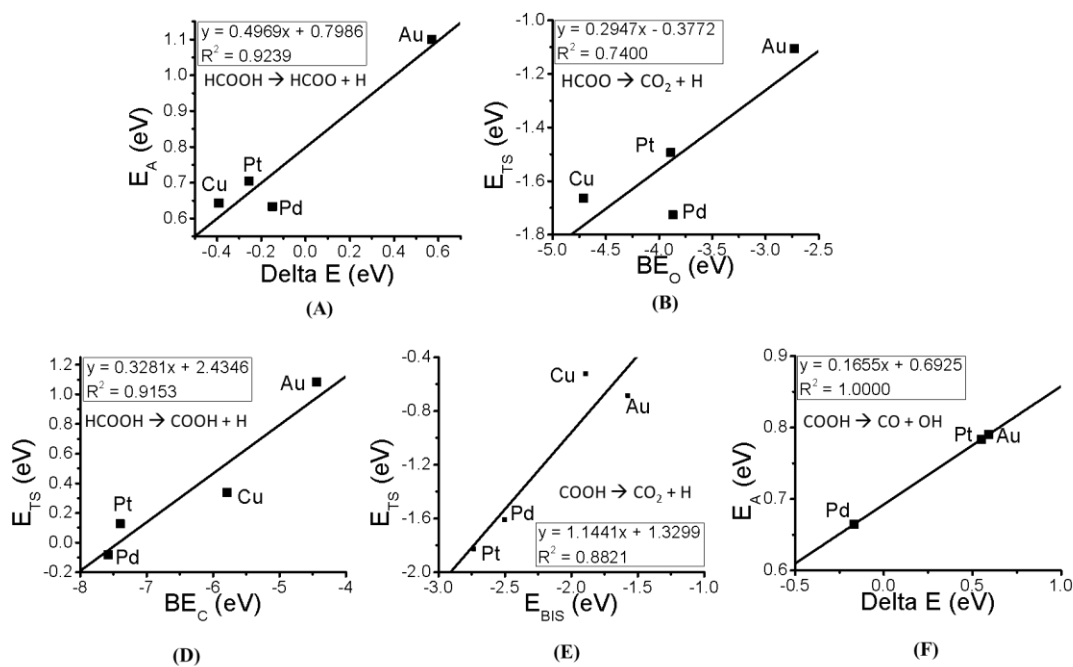 y = 0.4969x + 0.7986
R² = 0.9239
HCOOH → HCOO + H
Au
Pt
Cu
Pd
1.1
1.0
0.9
0.8
0.7
0.6
E_A (eV)
-0.4 -0.2 0.0 0.2 0.4 0.6
Delta E (eV)
(A)
y = 0.2947x - 0.3772
R² = 0.7400
HCOO → CO₂ + H
Au
Pt
Cu
Pd
-1.0
-1.2
-1.4
-1.6
-1.8
E_TS (eV)
-5.0 -4.5 -4.0 -3.5 -3.0 -2.5
BE_O (eV)
(B)
y = 0.3281x + 2.4346
R² = 0.9153
HCOOH → COOH + H
Au
Pt
Cu
Pd
1.2
1.0
0.8
0.6
0.4
0.2
0.0
-0.2
E_TS (eV)
-8 -7 -6 -5 -4
BE_C (eV)
(D)
Cu
Au
Pd
Pt
COOH → CO₂ + H
y = 1.1441x + 1.3299
R² = 0.8821
-0.4
-0.8
-1.2
-1.6
-2.0
E_TS (eV)
-3.0 -2.5 -2.0 -1.5 -1.0
E_BIS (eV)
(E)
y = 0.1655x + 0.6925
R² = 1.0000
COOH → CO + OH
Pt Au
Pd
0.9
0.8
0.7
0.6
E_A (eV)
-0.5 0.0 0.5 1.0
Delta E (eV)
(F)